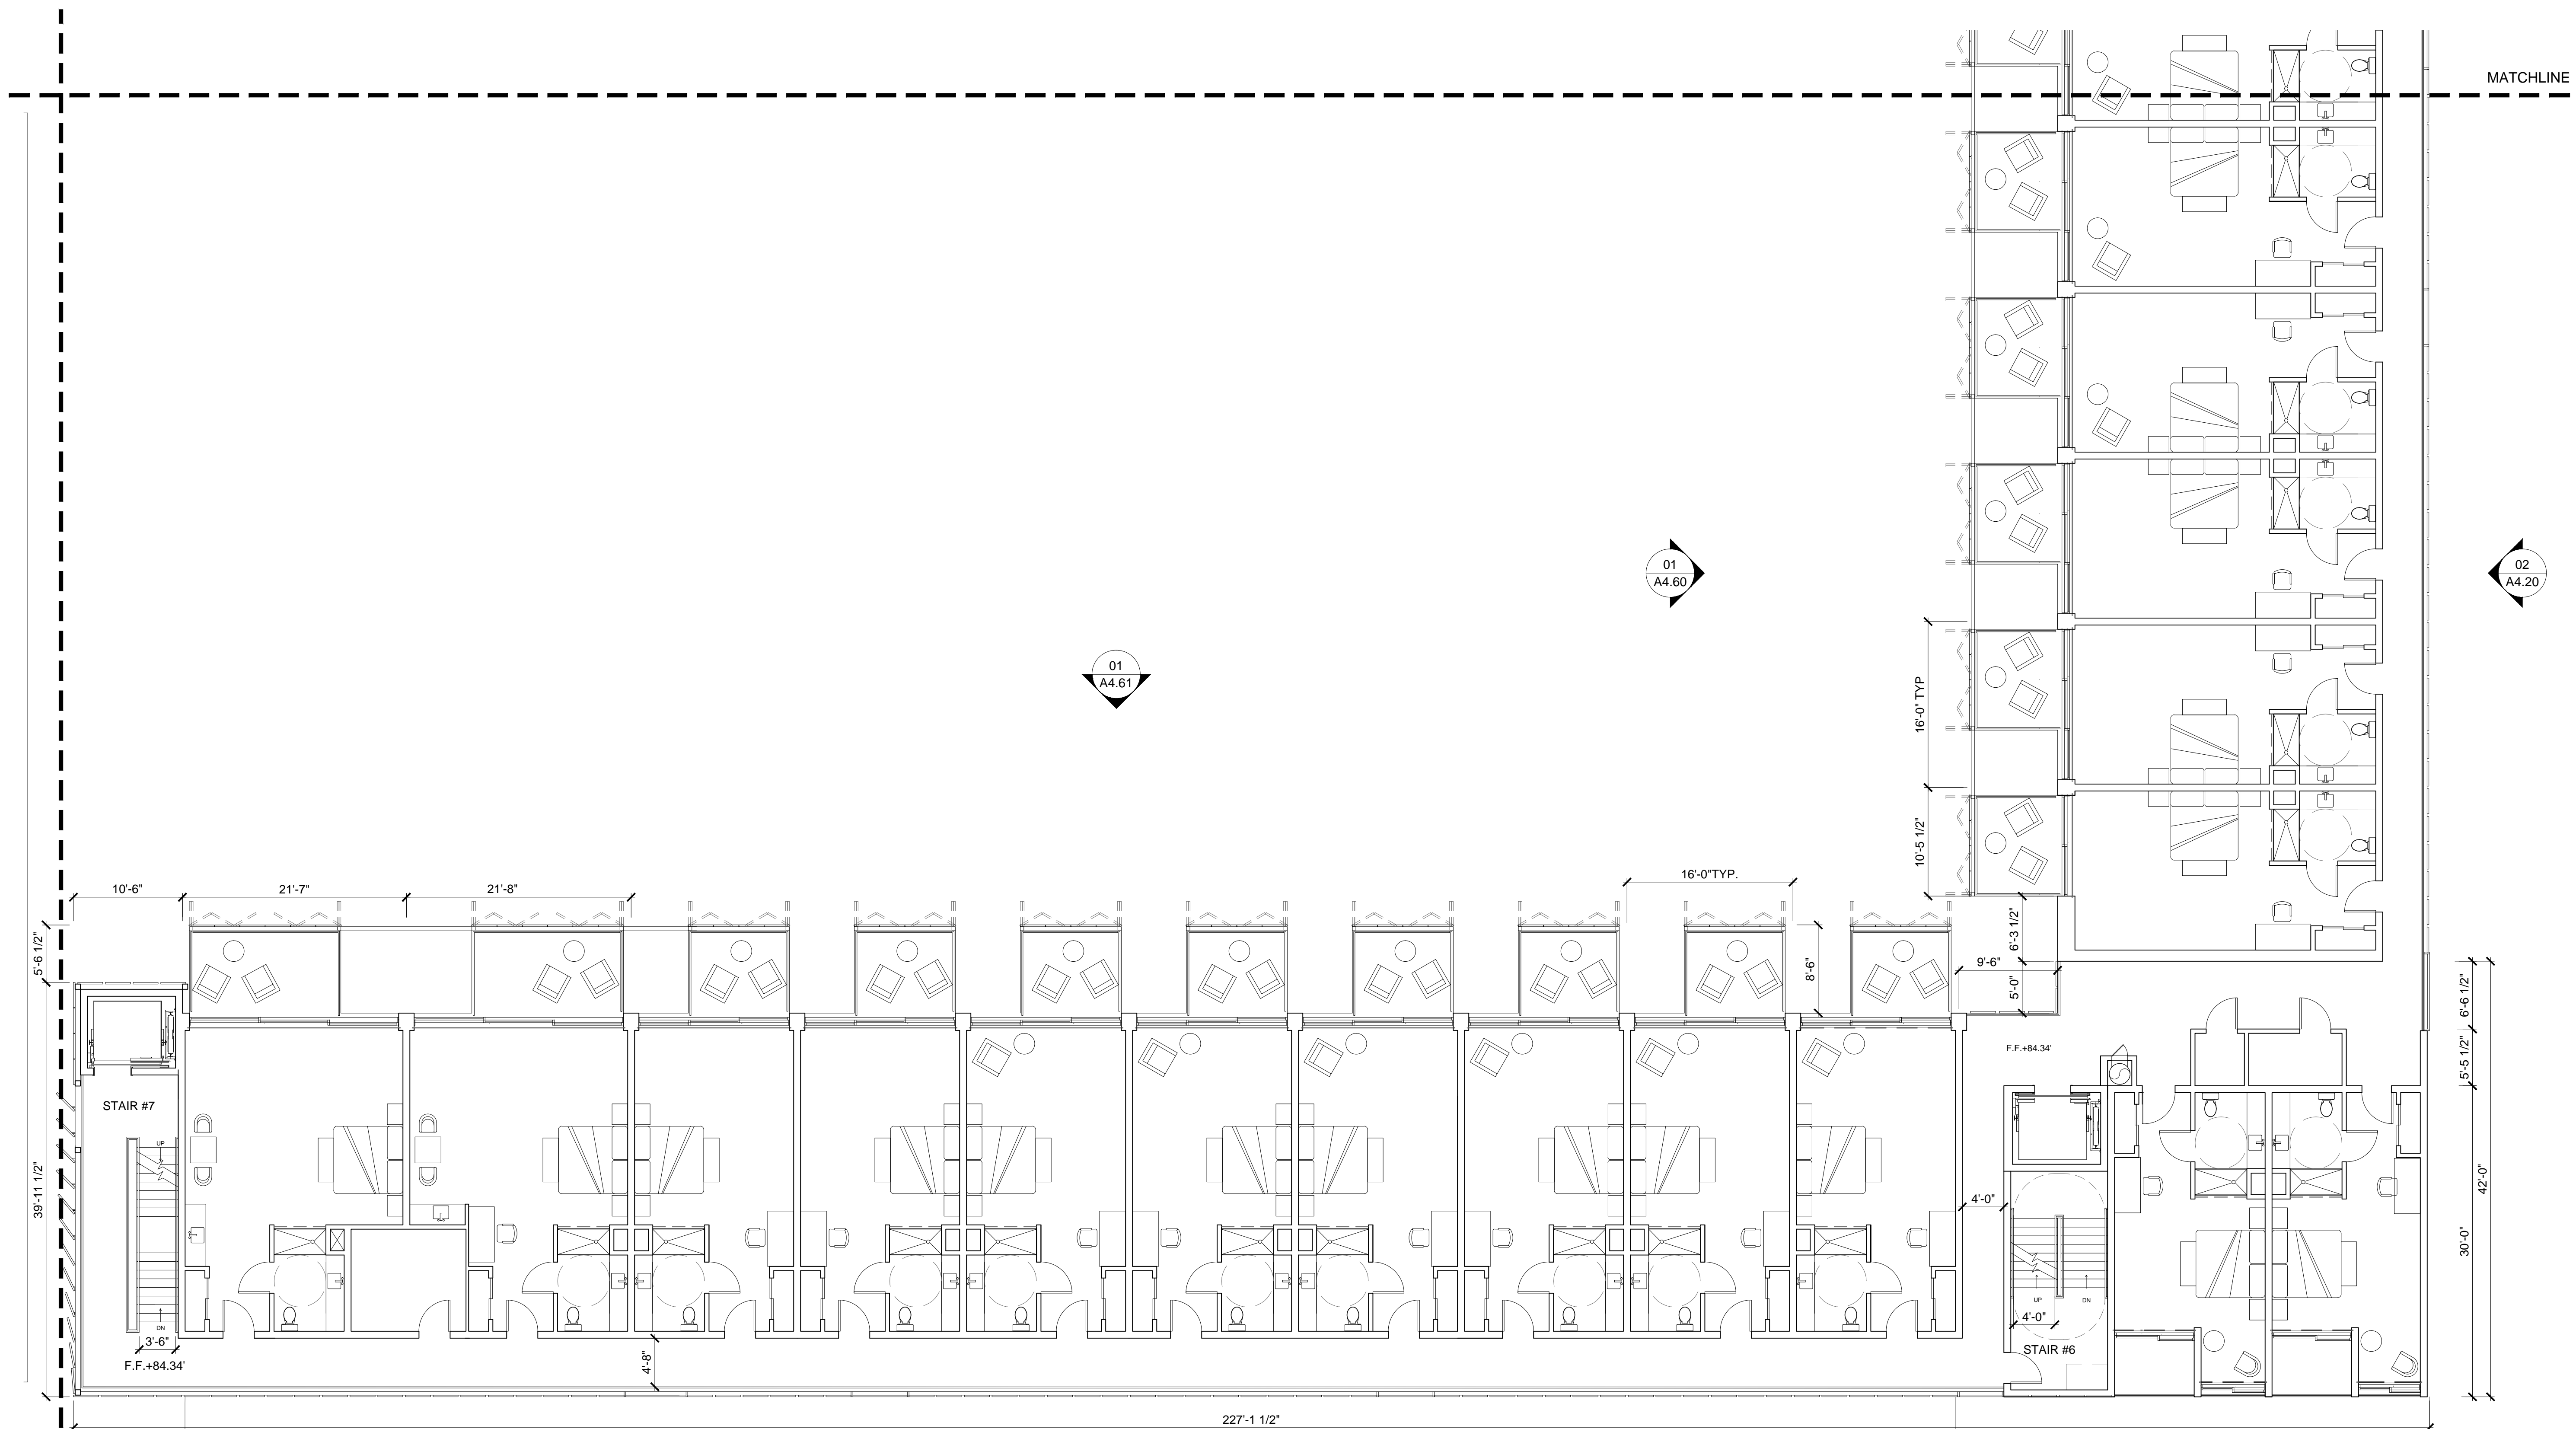 MATCHLINE
01
A4.60
02
A4.20
01
A4.61
16'-0" TYP
10'-5 1/2"
16'-0"TYP.
10'-6"
21'-7"
21'-8"
5'-6 1/2"
8'-6"
6'-3 1/2"
9'-6"
5'-0"
6'-6 1/2"
F.F.+84.34'
5'-5 1/2"
STAIR #7
UP
39'-11 1/2"
42'-0"
4'-0"
30'-0"
UP
DN
4'-0"
DN
3'-6"
STAIR #6
4'-8"
F.F.+84.34'
227'-1 1/2"